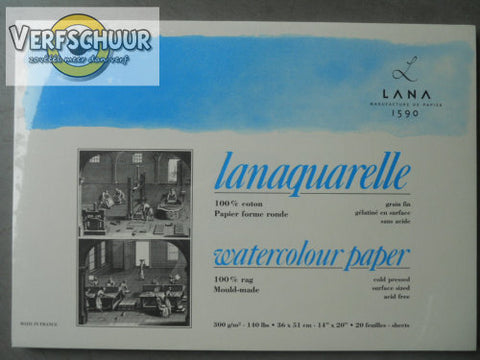 VERFSCHUUR
zoveel meer dan verf
LANA
MANUFACTURE DE PAPIER
1590
lanaquarelle
100% coton
Papier forme ronde
grain fin
gélatiné en surface
sans acide
watercolour paper
100% rag
Mould-made
cold pressed
surface sized
acid free
MADE IN FRANCE
300 g/m² · 140 lbs · 36 x 51 cm · 14" x 20" · 20 feuilles - sheets